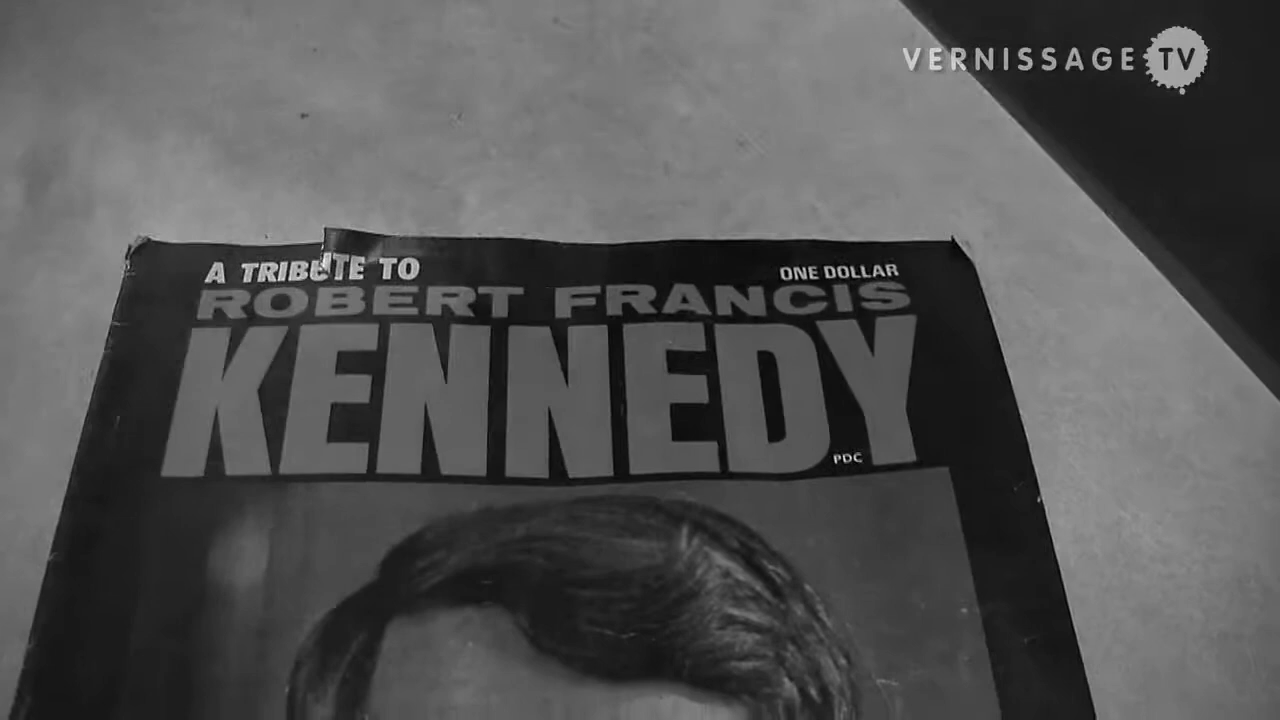 VERNISSAGE TV
A TRIBUTE TO
ONE DOLLAR
ROBERT FRANCIS
KENNEDY
PDC